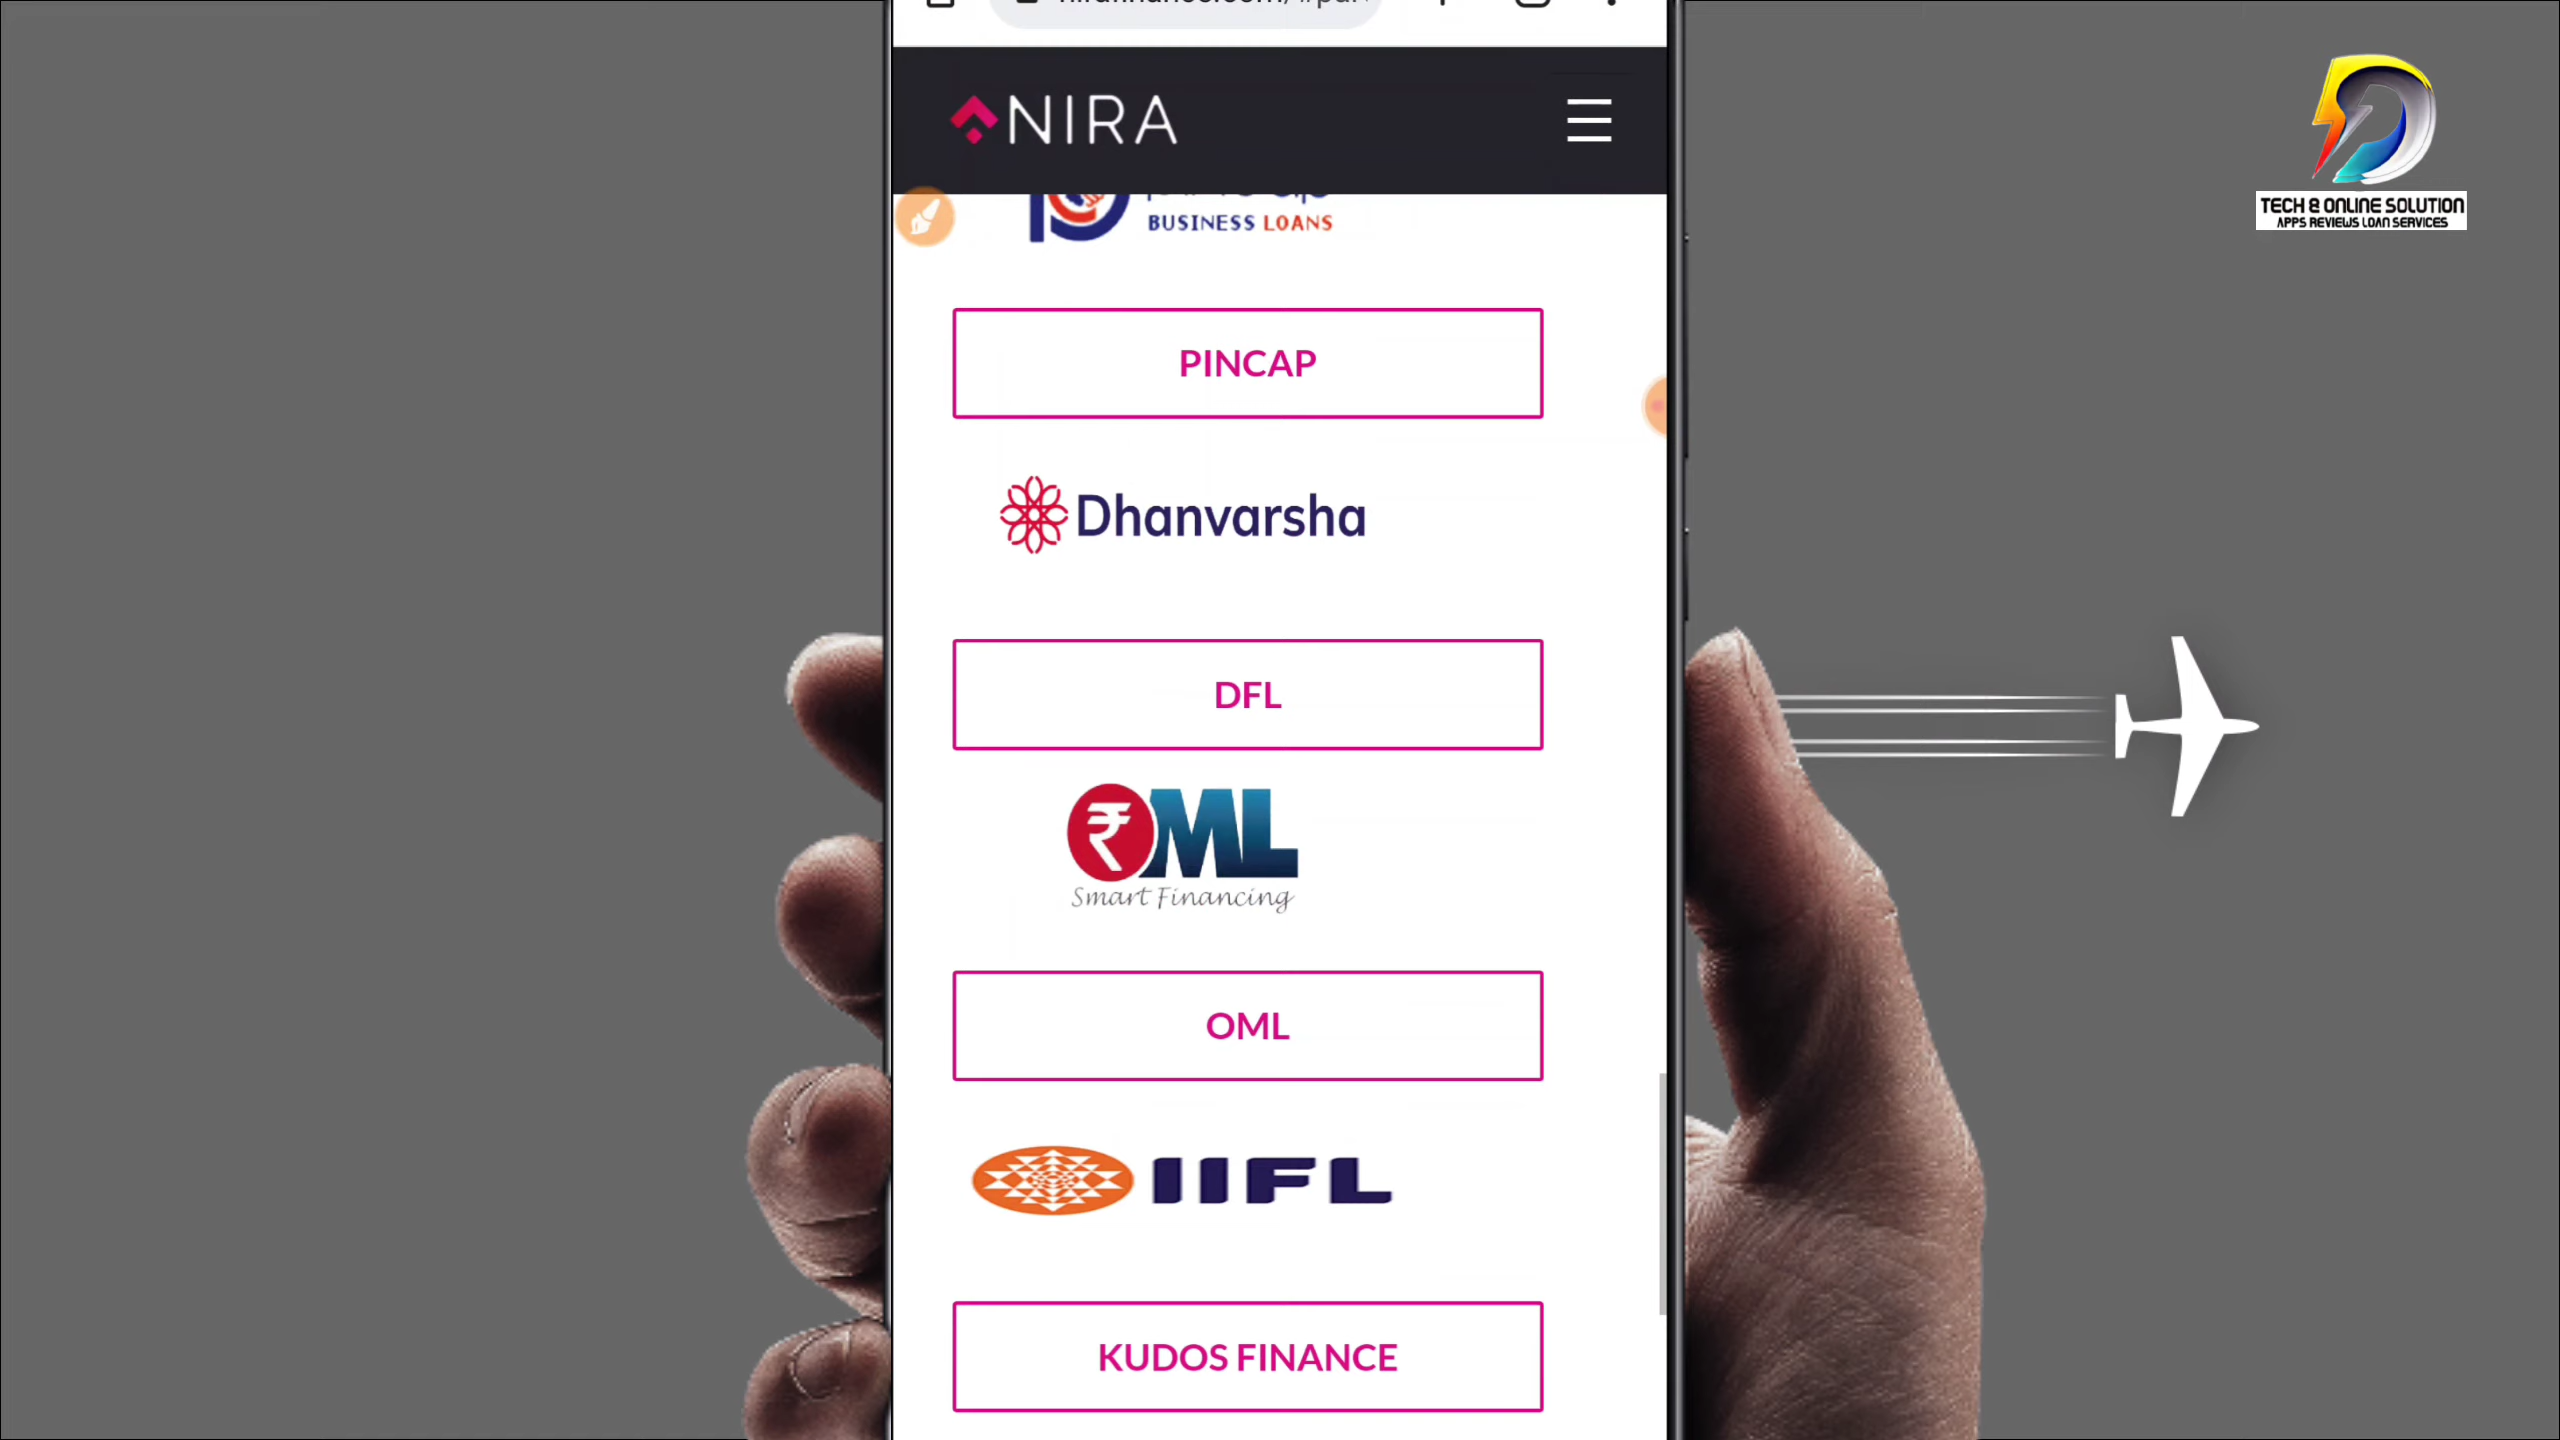 NIRA
TECH & ONLINE SOLUTION
APPS REVIEWS LOAN SERVICES
BUSINESS LOANS
PINCAP
Dhanvarsha
DFL
₹ML
Smart Financing
OML
IIFL
KUDOS FINANCE